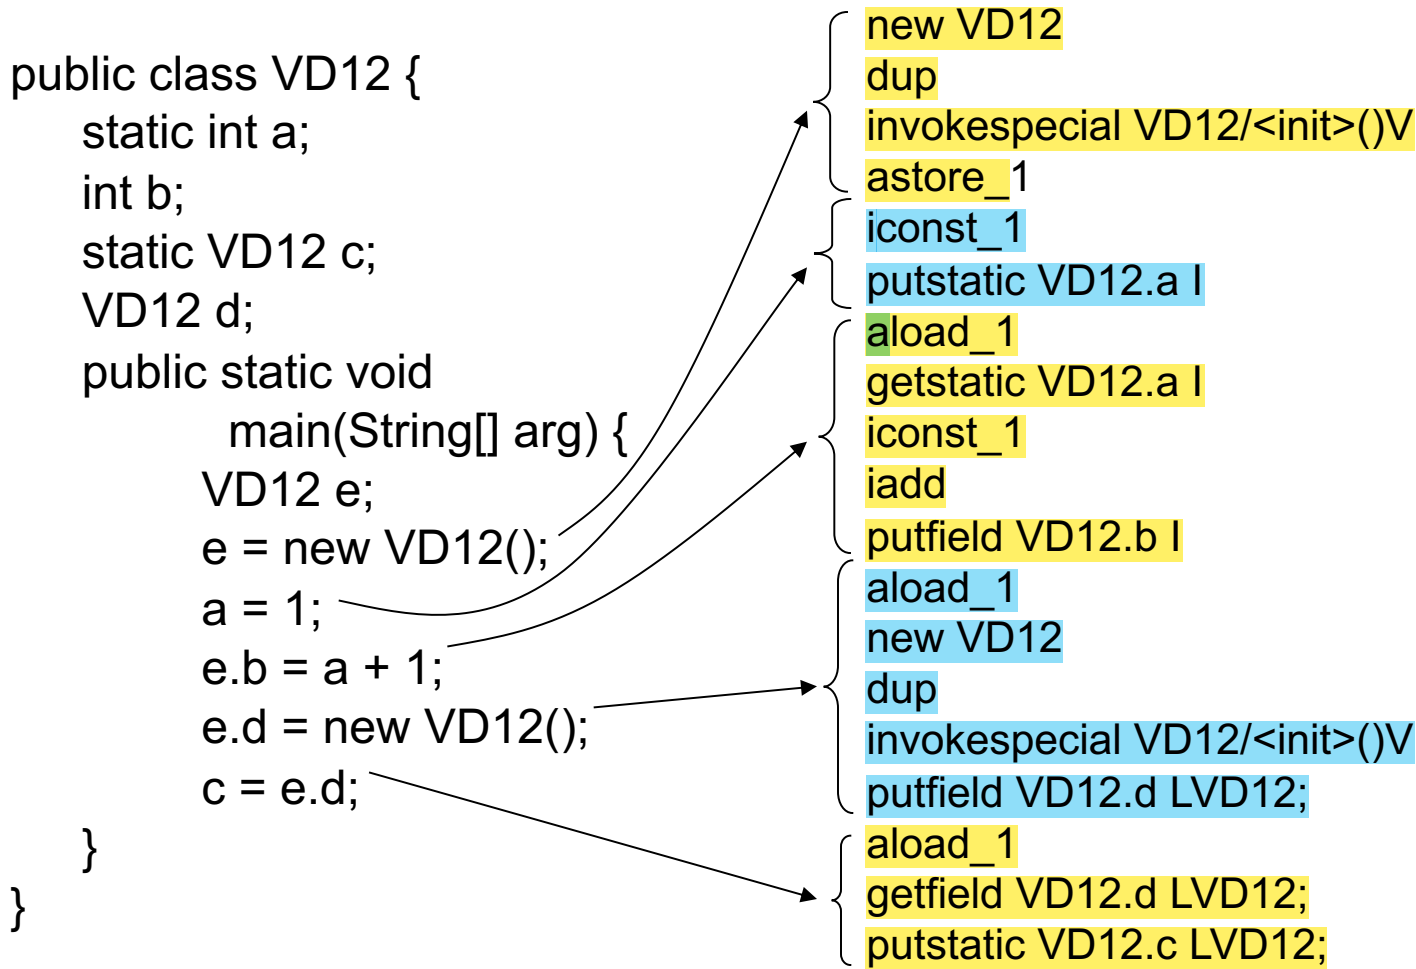 public class VD12 {
static int a;
int b;
static VD12 c;
VD12 d;
public static void
main(String[] arg) {
VD12 e;
e = new VD12();
a = 1;
e.b = a + 1;
e.d = new VD12();
c = e.d;
}
}
new VD12
dup
invokespecial VD12/<init>()V
astore_1
iconst_1
putstatic VD12.a I
aload_1
getstatic VD12.a I
iconst_1
iadd
putfield VD12.b I
aload_1
new VD12
dup
invokespecial VD12/<init>()V
putfield VD12.d LVD12;
aload_1
getfield VD12.d LVD12;
putstatic VD12.c LVD12;